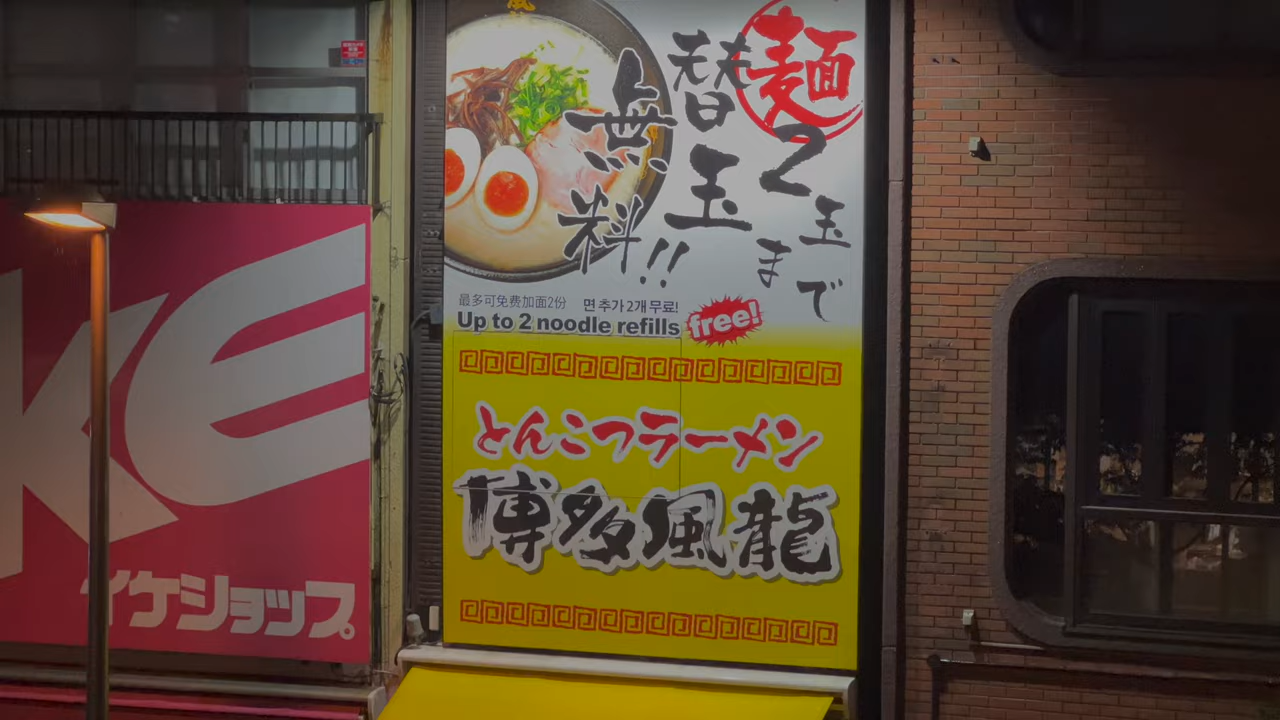 麺2玉まで
替玉
無料!!
最多可免费加面2份 면 추가 2개 무료!
Up to 2 noodle refills free!
とんこつラーメン
博多風龍
KE
イケショップ